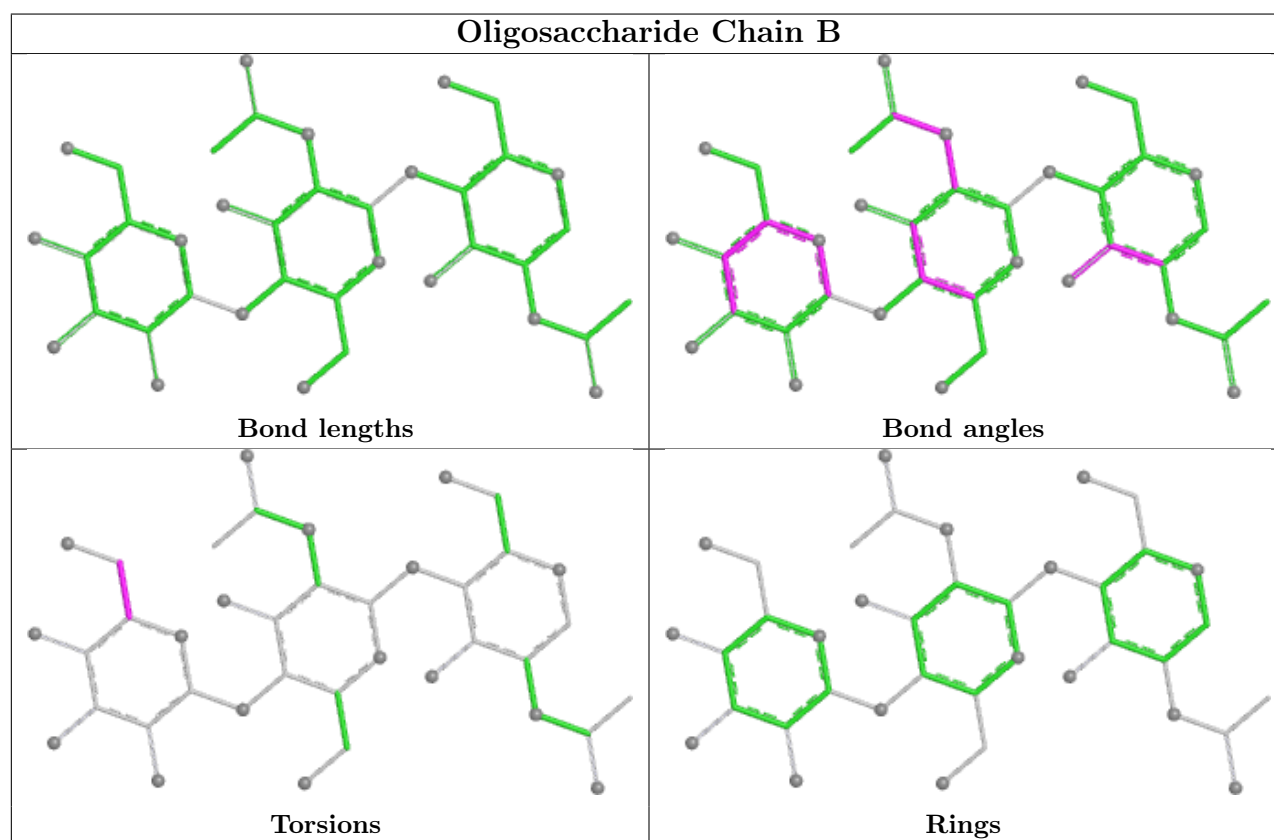 Oligosaccharide Chain B
Bond lengths
Bond angles
Torsions
Rings